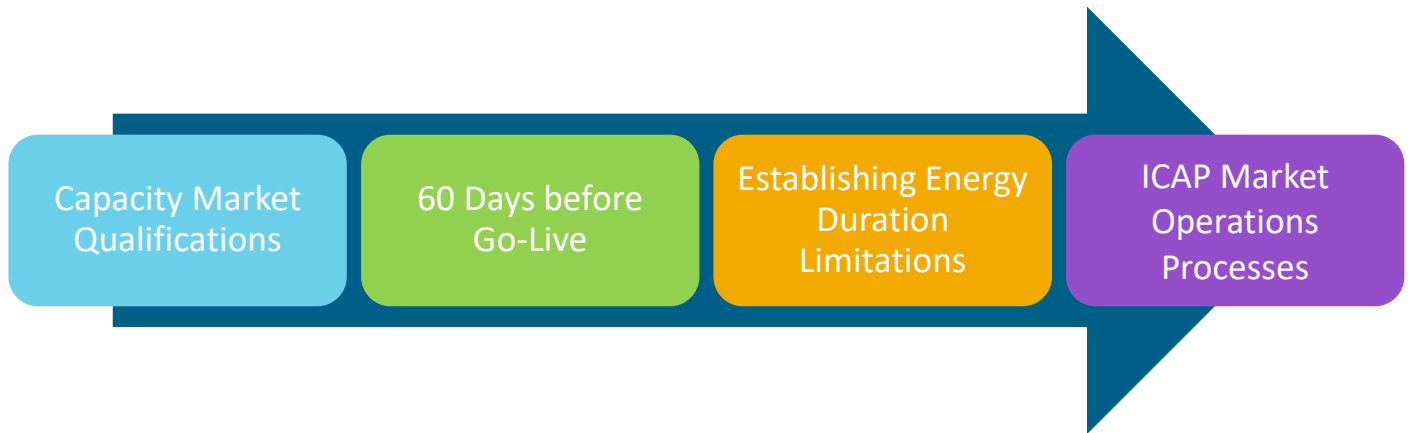 Capacity Market
Qualifications
60 Days before
Go-Live
Establishing Energy
Duration
Limitations
ICAP Market
Operations
Processes